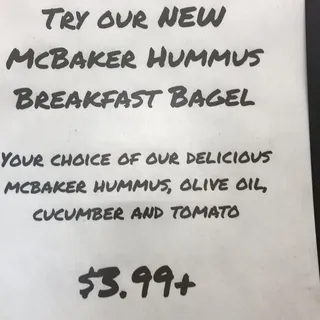 Try our NEW
McBaker Hummus
Breakfast Bagel
Your choice of our delicious
McBaker Hummus, olive oil,
cucumber and tomato
$3.99+